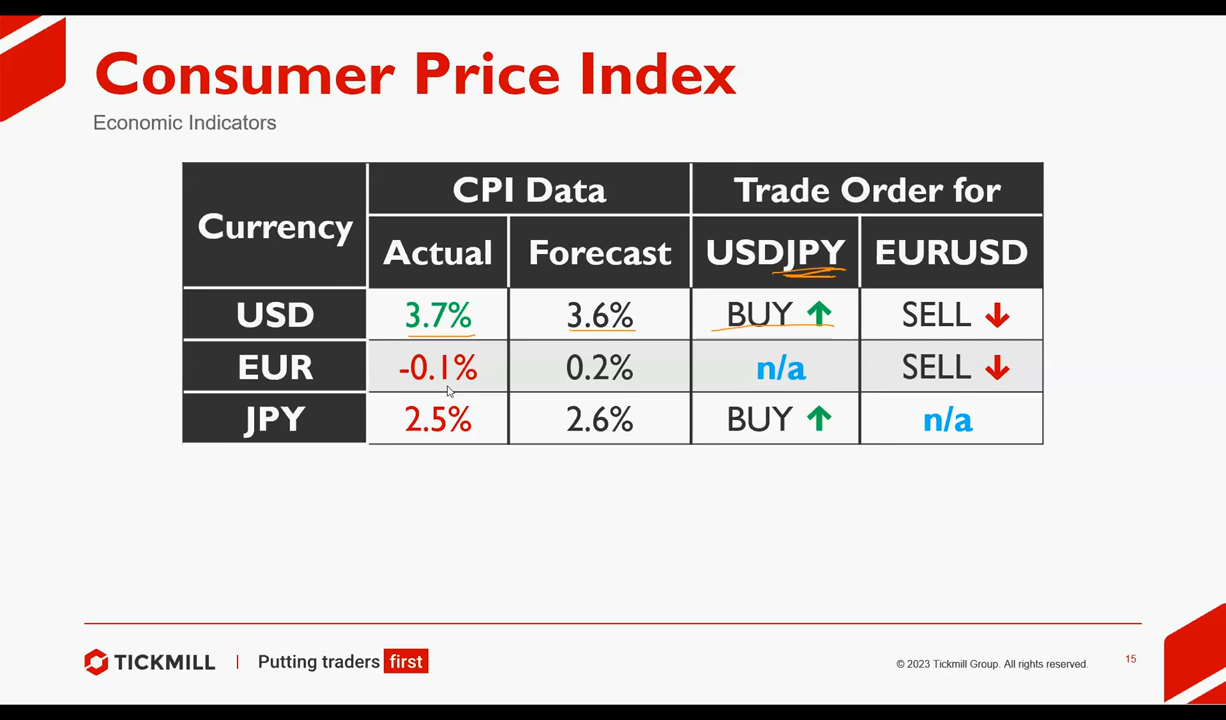 Consumer Price Index
Economic Indicators
Currency CPI Data Trade Order for
Actual Forecast USDJPY EURUSD
USD 3.7% 3.6% BUY ↑ SELL ↓
EUR -0.1% 0.2% n/a SELL ↓
JPY 2.5% 2.6% BUY ↑ n/a
TICKMILL | Putting traders first © 2023 Tickmill Group. All rights reserved. 15